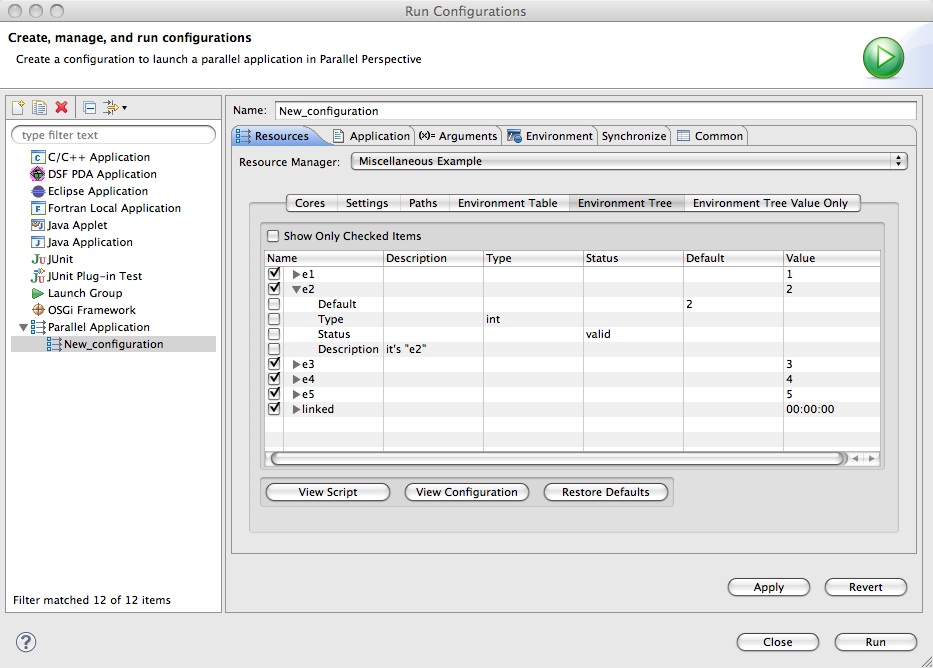 Run Configurations
Create, manage, and run configurations
Create a configuration to launch a parallel application in Parallel Perspective
type filter text
C/C++ Application
DSF PDA Application
Eclipse Application
Fortran Local Application
Java Applet
Java Application
JUnit
JUnit Plug-in Test
Launch Group
OSGi Framework
Parallel Application
New_configuration
Filter matched 12 of 12 items
Name: New_configuration
Resources Application (x)= Arguments Environment Synchronize Common
Resource Manager: Miscellaneous Example
Cores Settings Paths Environment Table Environment Tree Environment Tree Value Only
Show Only Checked Items
Name Description Type Status Default Value
e1 1
e2 2
Default 2
Type int
Status valid
Description it's "e2"
e3 3
e4 4
e5 5
linked 00:00:00
View Script View Configuration Restore Defaults
Apply Revert
? Close Run